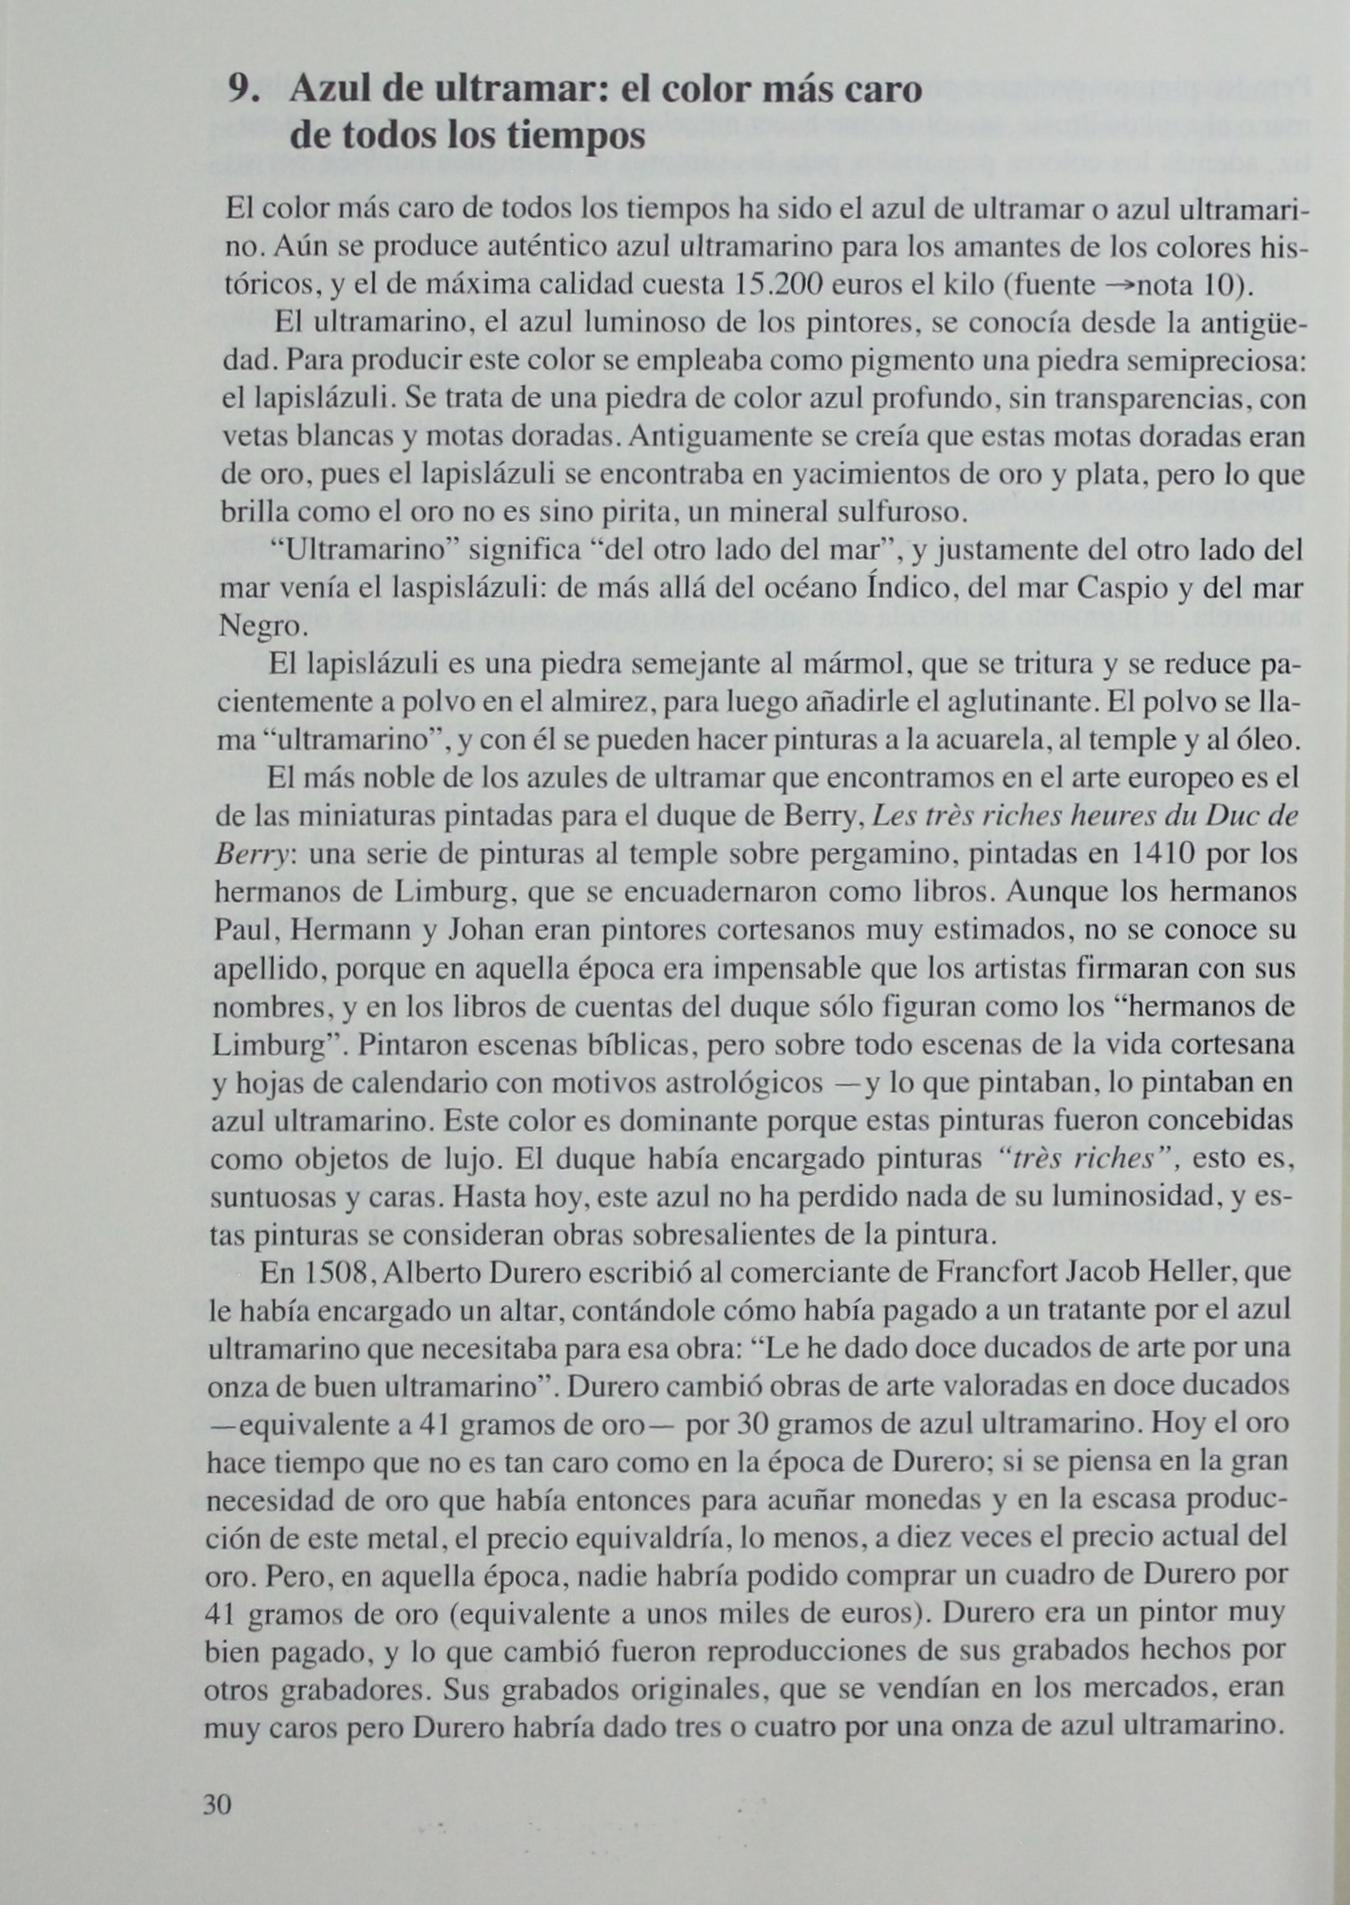 9. Azul de ultramar: el color más caro
de todos los tiempos
El color más caro de todos los tiempos ha sido el azul de ultramar o azul ultramari-
no. Aún se produce auténtico azul ultramarino para los amantes de los colores his-
tóricos, y el de máxima calidad cuesta 15.200 euros el kilo (fuente →nota 10).
El ultramarino, el azul luminoso de los pintores, se conocía desde la antigüe-
dad. Para producir este color se empleaba como pigmento una piedra semipreciosa:
el lapislázuli. Se trata de una piedra de color azul profundo, sin transparencias, con
vetas blancas y motas doradas. Antiguamente se creía que estas motas doradas eran
de oro, pues el lapislázuli se encontraba en yacimientos de oro y plata, pero lo que
brilla como el oro no es sino pirita, un mineral sulfuroso.
“Ultramarino” significa “del otro lado del mar”, y justamente del otro lado del
mar venía el laspislázuli: de más allá del océano Índico, del mar Caspio y del mar
Negro.
El lapislázuli es una piedra semejante al mármol, que se tritura y se reduce pa-
cientemente a polvo en el almirez, para luego añadirle el aglutinante. El polvo se lla-
ma “ultramarino”, y con él se pueden hacer pinturas a la acuarela, al temple y al óleo.
El más noble de los azules de ultramar que encontramos en el arte europeo es el
de las miniaturas pintadas para el duque de Berry, Les très riches heures du Duc de
Berry: una serie de pinturas al temple sobre pergamino, pintadas en 1410 por los
hermanos de Limburg, que se encuadernaron como libros. Aunque los hermanos
Paul, Hermann y Johan eran pintores cortesanos muy estimados, no se conoce su
apellido, porque en aquella época era impensable que los artistas firmaran con sus
nombres, y en los libros de cuentas del duque sólo figuran como los “hermanos de
Limburg”. Pintaron escenas bíblicas, pero sobre todo escenas de la vida cortesana
y hojas de calendario con motivos astrológicos —y lo que pintaban, lo pintaban en
azul ultramarino. Este color es dominante porque estas pinturas fueron concebidas
como objetos de lujo. El duque había encargado pinturas “très riches”, esto es,
suntuosas y caras. Hasta hoy, este azul no ha perdido nada de su luminosidad, y es-
tas pinturas se consideran obras sobresalientes de la pintura.
En 1508, Alberto Durero escribió al comerciante de Francfort Jacob Heller, que
le había encargado un altar, contándole cómo había pagado a un tratante por el azul
ultramarino que necesitaba para esa obra: “Le he dado doce ducados de arte por una
onza de buen ultramarino”. Durero cambió obras de arte valoradas en doce ducados
—equivalente a 41 gramos de oro— por 30 gramos de azul ultramarino. Hoy el oro
hace tiempo que no es tan caro como en la época de Durero; si se piensa en la gran
necesidad de oro que había entonces para acuñar monedas y en la escasa produc-
ción de este metal, el precio equivaldría, lo menos, a diez veces el precio actual del
oro. Pero, en aquella época, nadie habría podido comprar un cuadro de Durero por
41 gramos de oro (equivalente a unos miles de euros). Durero era un pintor muy
bien pagado, y lo que cambió fueron reproducciones de sus grabados hechos por
otros grabadores. Sus grabados originales, que se vendían en los mercados, eran
muy caros pero Durero habría dado tres o cuatro por una onza de azul ultramarino.
30